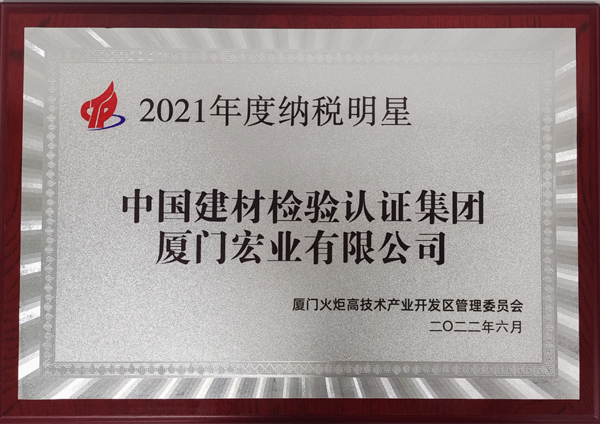 2021年度纳税明星
中国建材检验认证集团
厦门宏业有限公司
厦门火炬高技术产业开发区管理委员会
二〇二二年六月